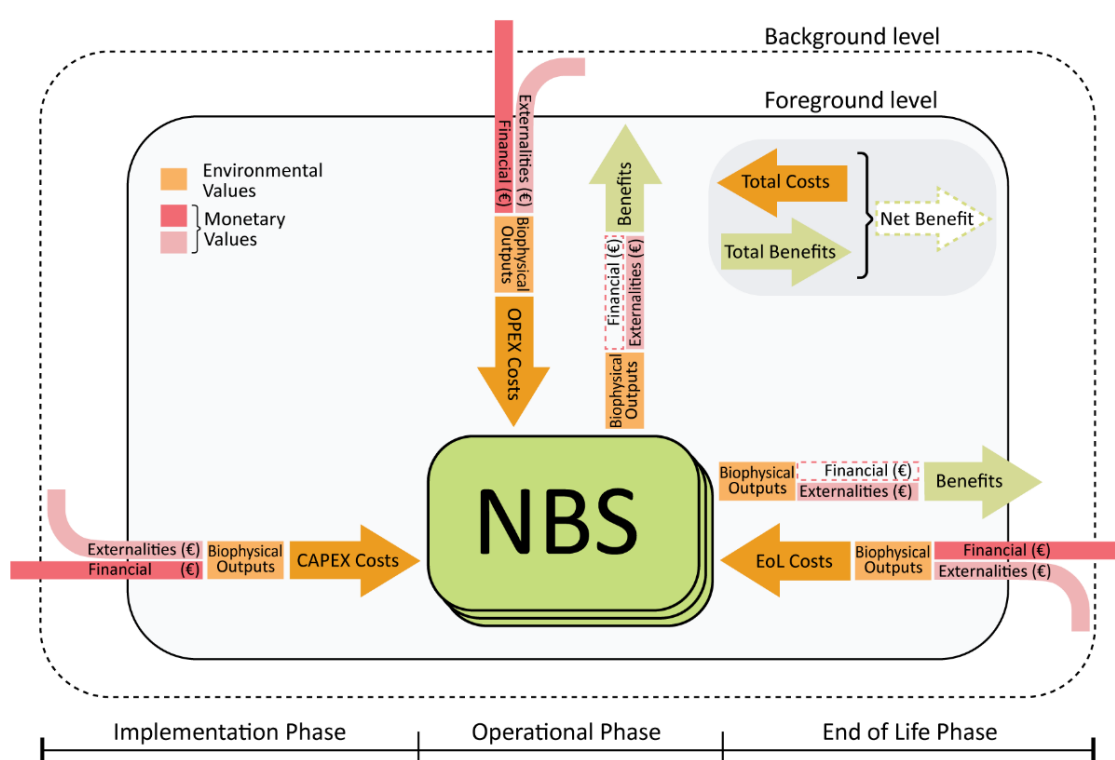 Background level
Foreground level
Environmental
Values
Monetary
Values
Financial (€)
Externalities (€)
Biophysical
Outputs
OPEX Costs
Benefits
Financial (€)
Externalities (€)
Biophysical
Outputs
Total Costs
Total Benefits
Net Benefit
NBS
Externalities (€)
Financial (€)
Biophysical
Outputs
CAPEX Costs
Biophysical
Outputs
Financial (€)
Externalities (€)
Benefits
EoL Costs
Biophysical
Outputs
Financial (€)
Externalities (€)
Implementation Phase
Operational Phase
End of Life Phase